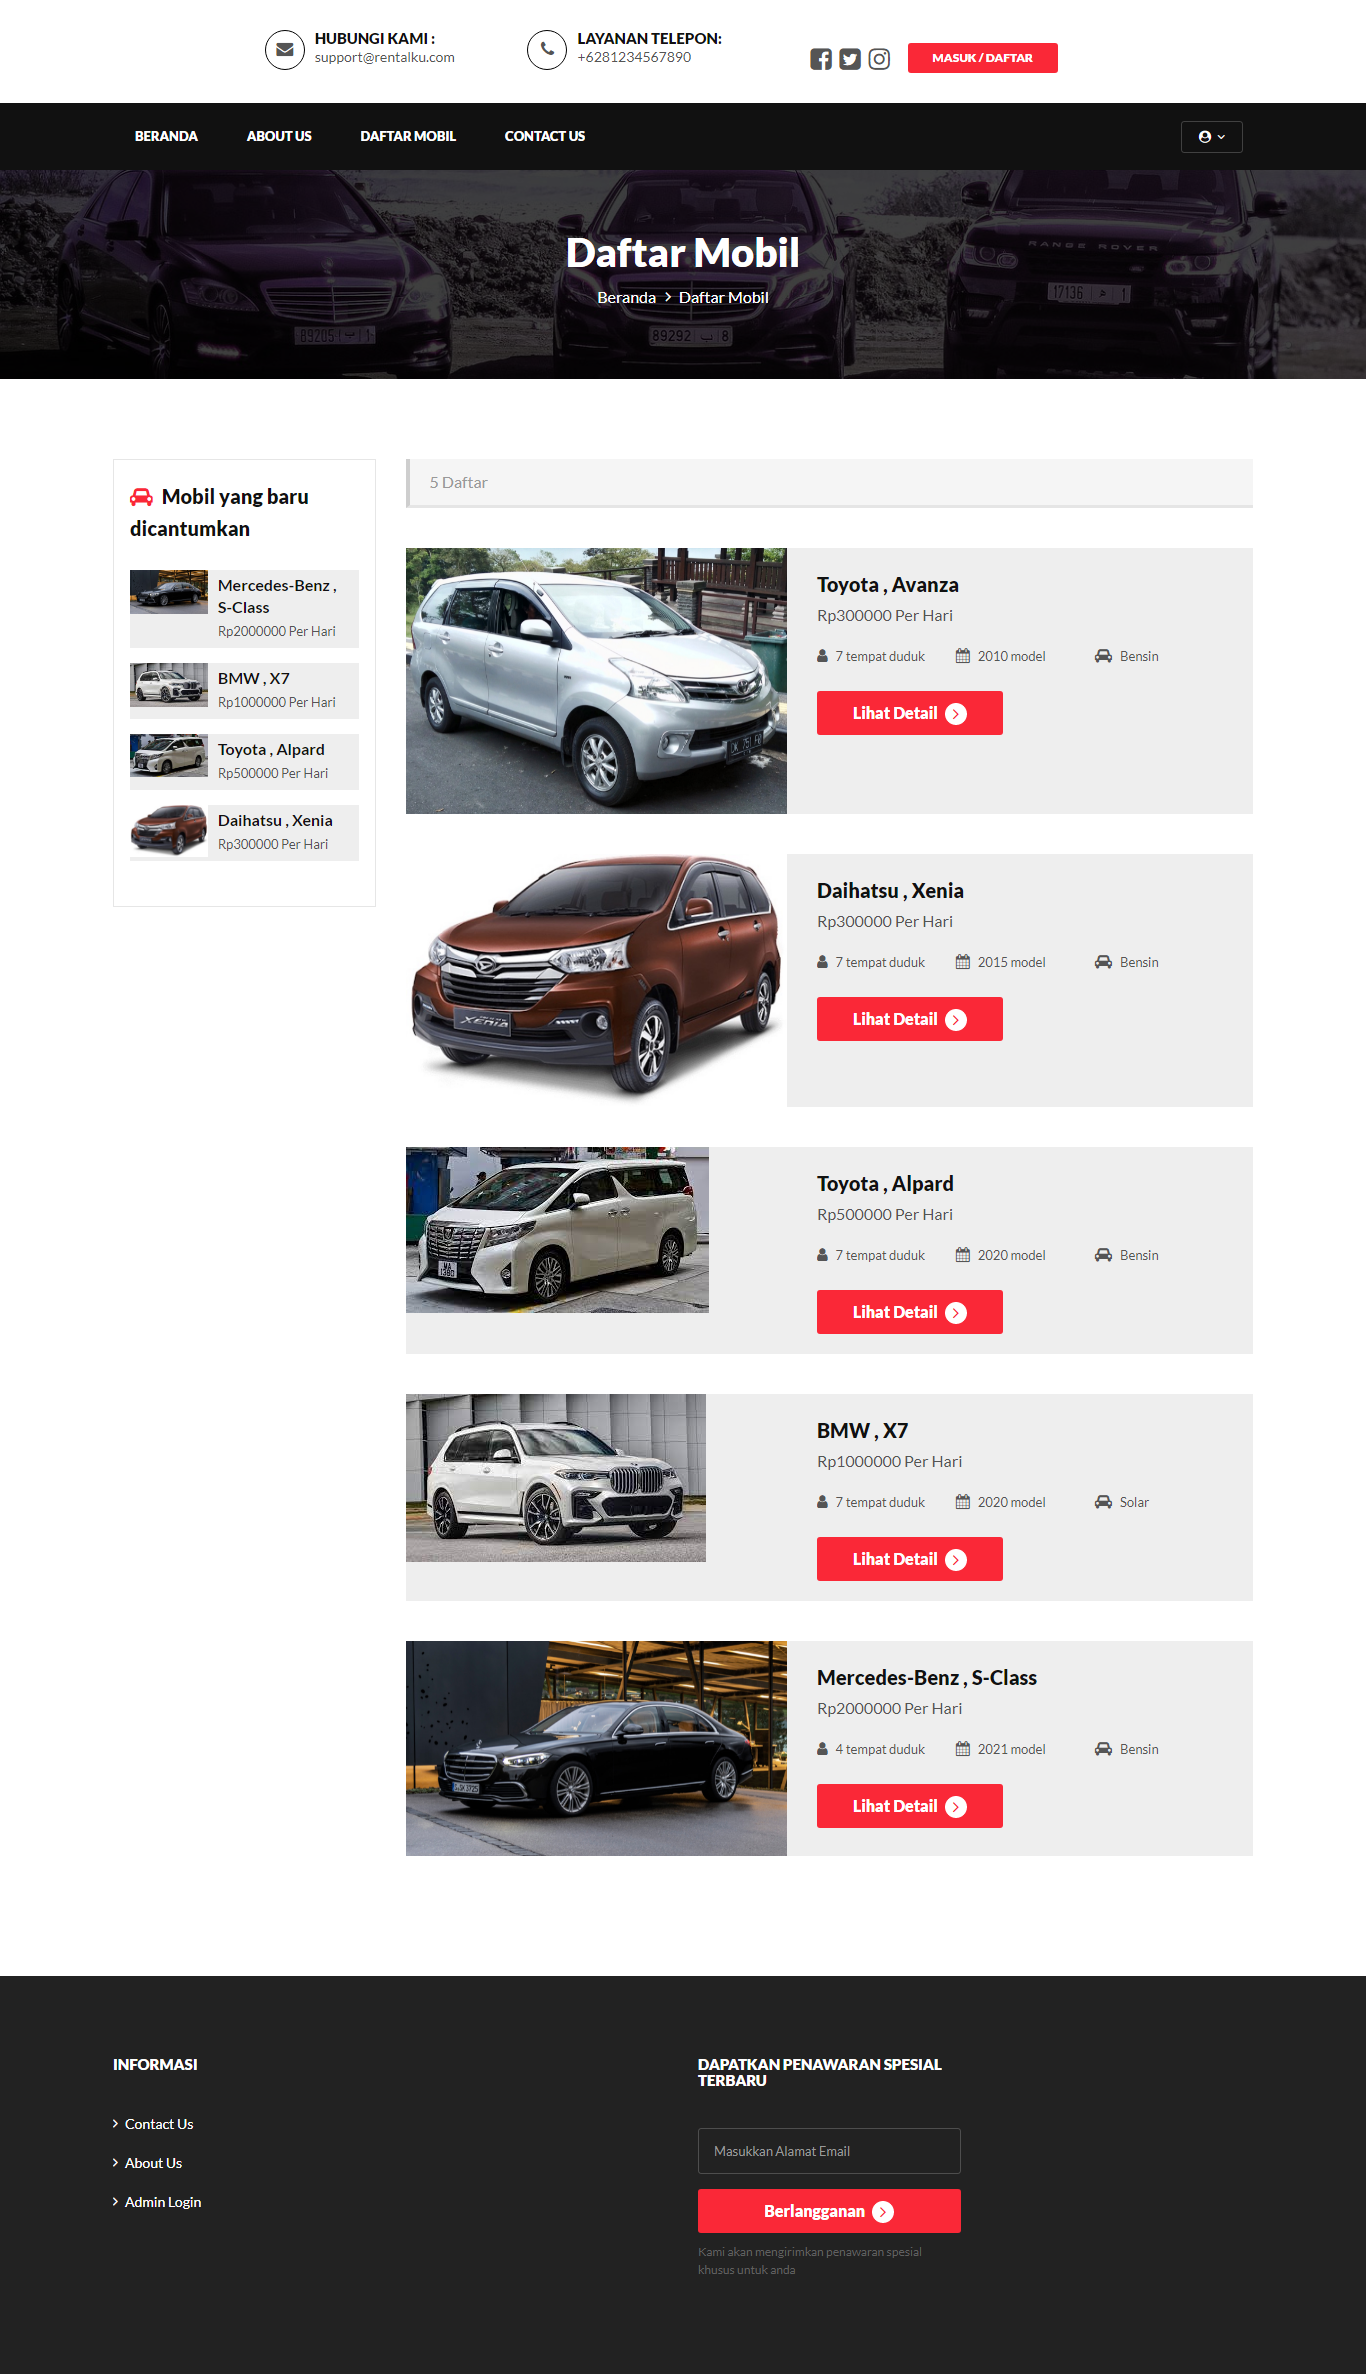 HUBUNGI KAMI :
support@rentalku.com
LAYANAN TELEPON:
+6281234567890
MASUK / DAFTAR
BERANDA
ABOUT US
DAFTAR MOBIL
CONTACT US
Daftar Mobil
Beranda
Daftar Mobil
RANGE ROVER
89292
8
17136
1
Mobil yang baru
dicantumkan
Mercedes-Benz ,
S-Class
Rp2000000 Per Hari
BMW , X7
Rp1000000 Per Hari
Toyota , Alpard
Rp500000 Per Hari
Daihatsu , Xenia
Rp300000 Per Hari
5 Daftar
Toyota , Avanza
Rp300000 Per Hari
7 tempat duduk
2010 model
Bensin
Lihat Detail
Daihatsu , Xenia
Rp300000 Per Hari
7 tempat duduk
2015 model
Bensin
Lihat Detail
XENIA
Toyota , Alpard
Rp500000 Per Hari
7 tempat duduk
2020 model
Bensin
Lihat Detail
BMW , X7
Rp1000000 Per Hari
7 tempat duduk
2020 model
Solar
Lihat Detail
Mercedes-Benz , S-Class
Rp2000000 Per Hari
4 tempat duduk
2021 model
Bensin
Lihat Detail
INFORMASI
Contact Us
About Us
Admin Login
DAPATKAN PENAWARAN SPESIAL
TERBARU
Masukkan Alamat Email
Berlangganan
Kami akan mengirimkan penawaran spesial
khusus untuk anda